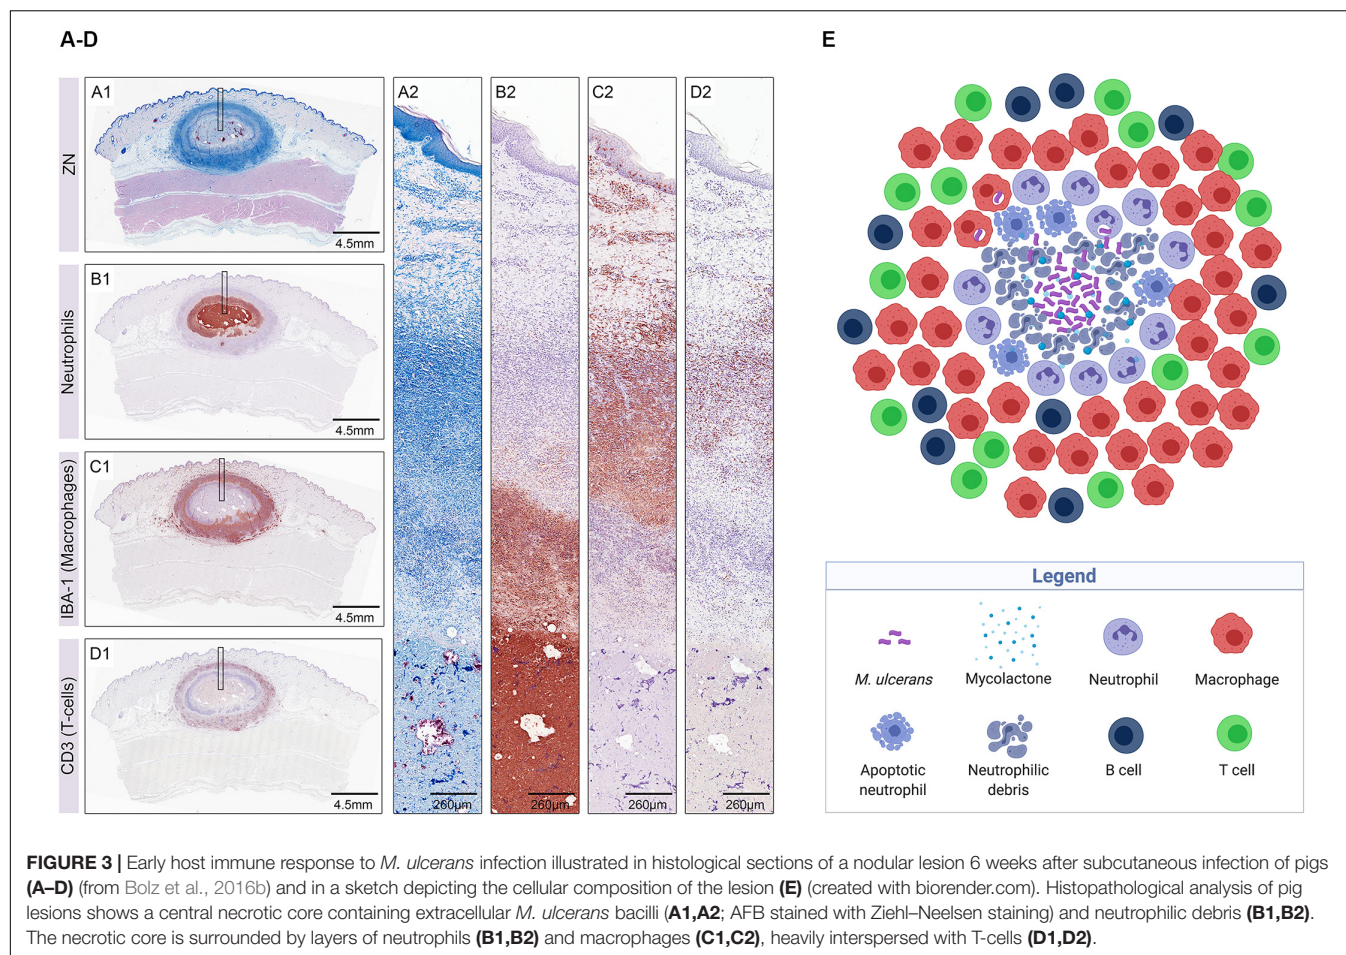 A-D
E
ZN
A1
4.5mm
Neutrophils
B1
4.5mm
IBA-1 (Macrophages)
C1
4.5mm
CD3 (T-cells)
D1
4.5mm
A2
B2
C2
D2
260µm
260µm
260µm
260µm
Legend
M. ulcerans
Mycolactone
Neutrophil
Macrophage
Apoptotic
neutrophil
Neutrophilic
debris
B cell
T cell
FIGURE 3 | Early host immune response to M. ulcerans infection illustrated in histological sections of a nodular lesion 6 weeks after subcutaneous infection of pigs
(A–D) (from Bolz et al., 2016b) and in a sketch depicting the cellular composition of the lesion (E) (created with biorender.com). Histopathological analysis of pig
lesions shows a central necrotic core containing extracellular M. ulcerans bacilli (A1,A2; AFB stained with Ziehl–Neelsen staining) and neutrophilic debris (B1,B2).
The necrotic core is surrounded by layers of neutrophils (B1,B2) and macrophages (C1,C2), heavily interspersed with T-cells (D1,D2).